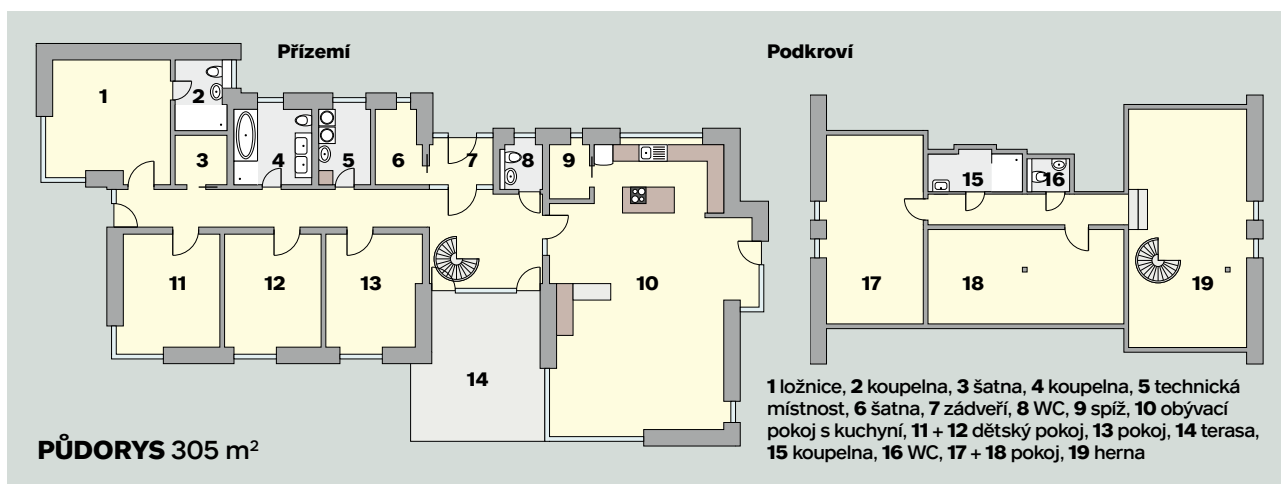 Přízemí
Podkroví
1
2
3
4
5
6
7
8
9
10
11
12
13
14
15
16
17
18
19
1 ložnice, 2 koupelna, 3 šatna, 4 koupelna, 5 technická
místnost, 6 šatna, 7 zádveří, 8 WC, 9 spíž, 10 obývací
pokoj s kuchyní, 11 + 12 dětský pokoj, 13 pokoj, 14 terasa,
15 koupelna, 16 WC, 17 + 18 pokoj, 19 herna
PŮDORYS 305 m²